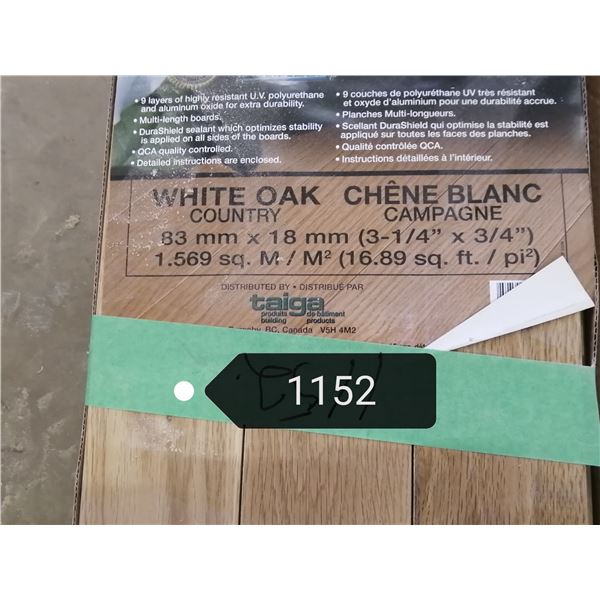 • 9 layers of highly resistant U.V. polyurethane
and aluminum oxide for extra durability.
• Multi-length boards.
• DuraShield sealant which optimizes stability
is applied on all sides of the boards.
• QCA quality controlled.
• Detailed instructions are enclosed.
• 9 couches de polyuréthane UV très résistant
et oxyde d'aluminium pour une durabilité accrue.
• Planches Multi-longueurs.
• Scellant DuraShield qui optimise la stabilité est
appliqué sur toutes les faces des planches.
• Qualité contrôlée QCA.
• Instructions détaillées à l'intérieur.
WHITE OAK CHÊNE BLANC
COUNTRY CAMPAGNE
83 mm x 18 mm (3-1/4" x 3/4")
1.569 sq. M / M² (16.89 sq. ft. / pi²)
DISTRIBUTED BY • DISTRIBUÉ PAR
taiga
produits de bâtiment
building products
BC, Canada V5H 4M2
1152